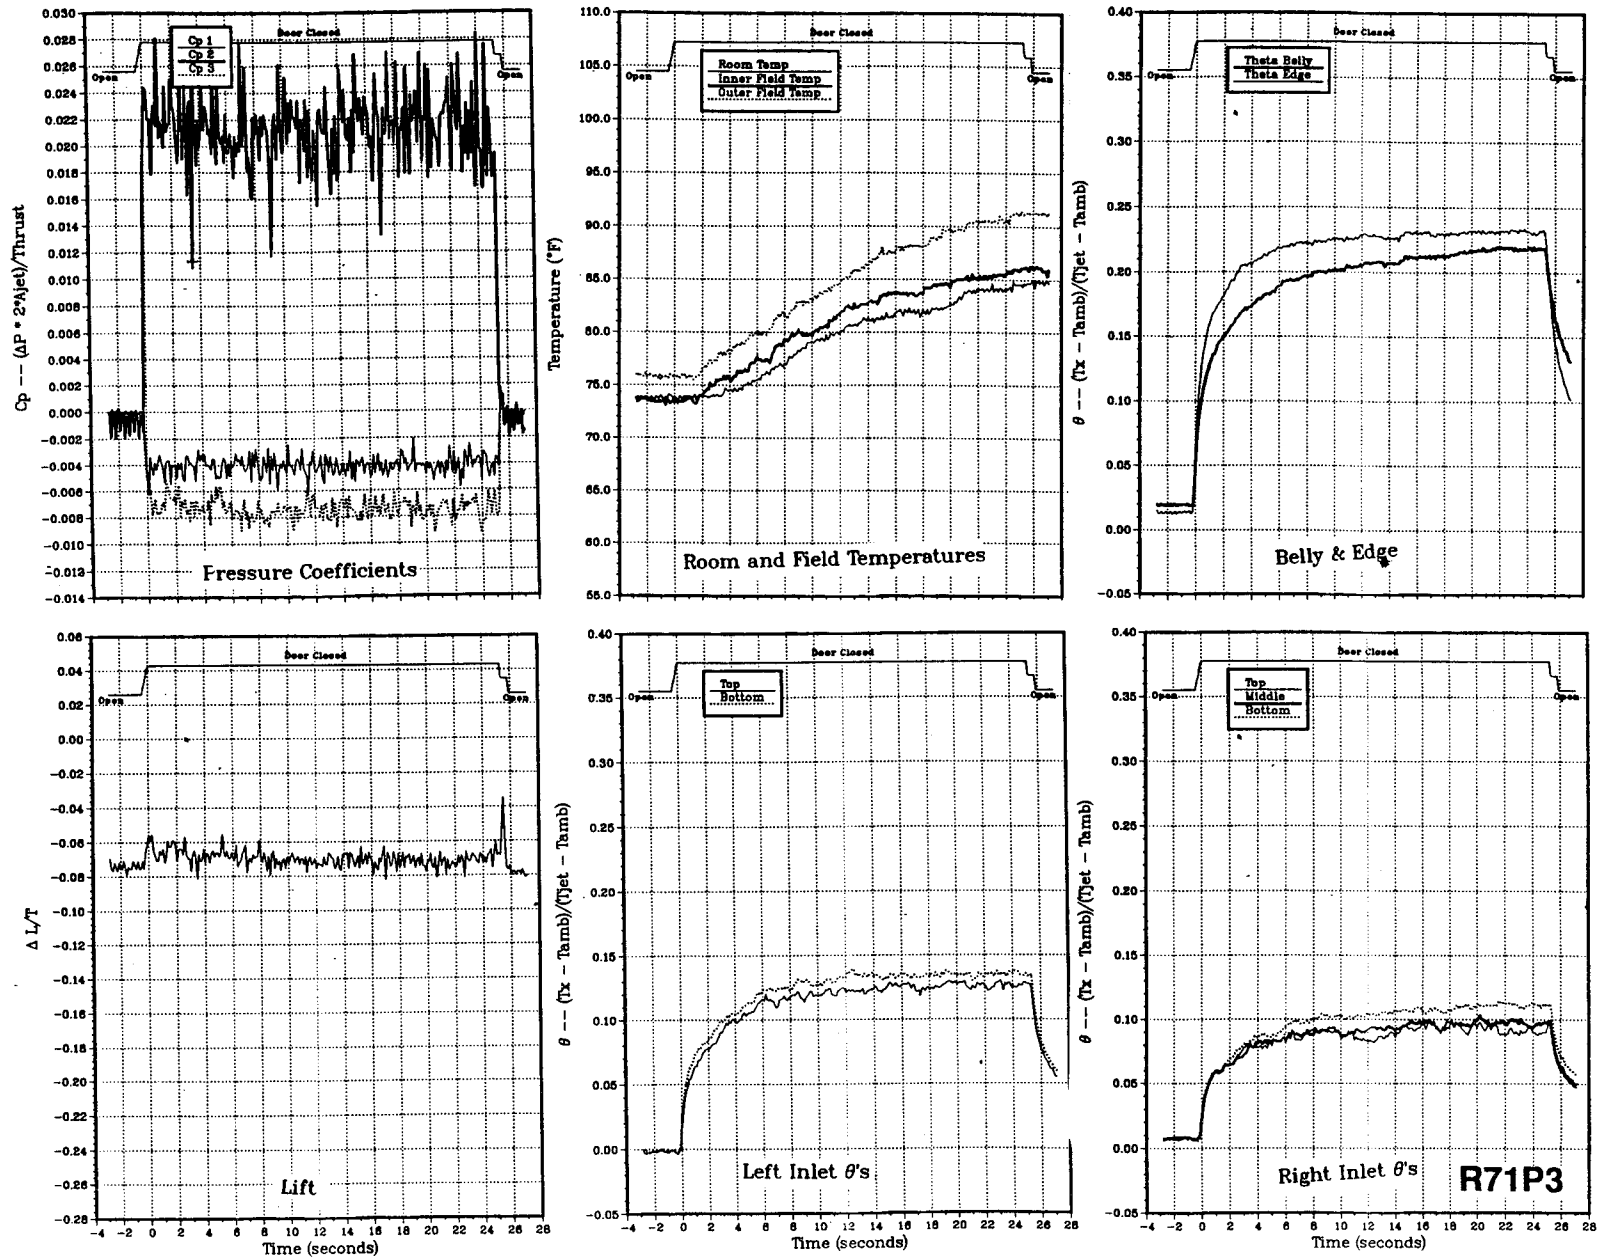 0.030
0.028
0.026
0.024
0.022
0.020
0.018
0.016
0.014
0.012
0.010
0.008
0.006
0.004
0.002
0.000
-0.002
-0.004
-0.006
-0.008
-0.010
-0.012
-0.014
Cp -- (ΔP * 2*Ajet)/Thrust
Open
Door Closed
Open
Cp 1
Cp 2
Cp 3
Pressure Coefficients
110.0
105.0
100.0
95.0
90.0
85.0
80.0
75.0
70.0
65.0
60.0
55.0
Temperature (°F)
Open
Door Closed
Open
Room Temp
Inner Field Temp
Outer Field Temp
Room and Field Temperatures
0.40
0.35
0.30
0.25
0.20
0.15
0.10
0.05
0.00
-0.05
θ -- (Tx - Tamb)/(Tjet - Tamb)
Open
Door Closed
Open
Theta Belly
Theta Edge
Belly & Edge
0.06
0.04
0.02
0.00
-0.02
-0.04
-0.06
-0.08
-0.10
-0.12
-0.14
-0.16
-0.18
-0.20
-0.22
-0.24
-0.26
-0.28
Δ L/T
Open
Door Closed
Open
Lift
-4 -2 0 2 4 6 8 10 12 14 16 18 20 22 24 26 28
Time (seconds)
0.40
0.35
0.30
0.25
0.20
0.15
0.10
0.05
0.00
-0.05
θ -- (Tx - Tamb)/(Tjet - Tamb)
Open
Door Closed
Open
Top
Bottom
Left Inlet θ's
-4 -2 0 2 4 6 8 10 12 14 16 18 20 22 24 26 28
Time (seconds)
0.40
0.35
0.30
0.25
0.20
0.15
0.10
0.05
0.00
-0.05
θ -- (Tx - Tamb)/(Tjet - Tamb)
Open
Door Closed
Open
Top
Middle
Bottom
Right Inlet θ's
R71P3
-4 -2 0 2 4 6 8 10 12 14 16 18 20 22 24 26 28
Time (seconds)